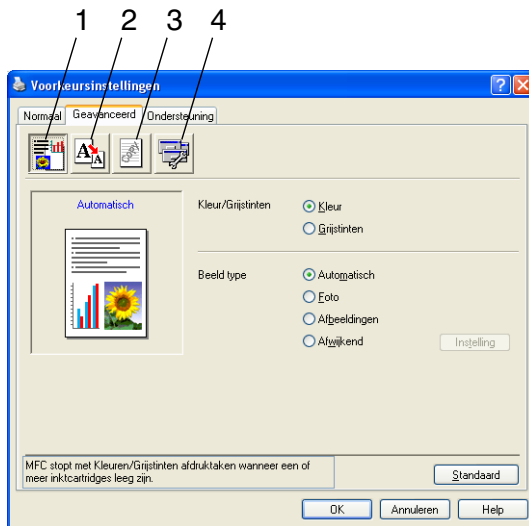 1 2 3 4
Voorkeursinstellingen
Normaal Geavanceerd Ondersteuning
Automatisch
Kleur/Grijstinten
Kleur
Grijstinten
Beeld type
Automatisch
Foto
Afbeeldingen
Afwijkend
Instelling
MFC stopt met Kleuren/Grijstinten afdruktaken wanneer een of
meer inktcartridges leeg zijn.
Standaard
OK Annuleren Help